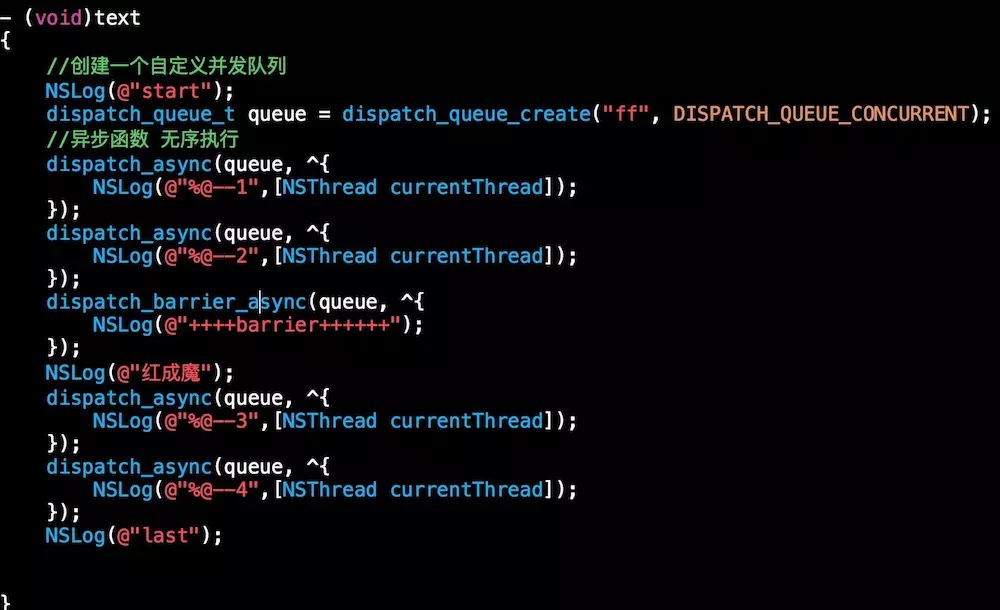 - (void)text
{
    //创建一个自定义并发队列
    NSLog(@"start");
    dispatch_queue_t queue = dispatch_queue_create("ff", DISPATCH_QUEUE_CONCURRENT);
    //异步函数 无序执行
    dispatch_async(queue, ^{
        NSLog(@"%@--1",[NSThread currentThread]);
    });
    dispatch_async(queue, ^{
        NSLog(@"%@--2",[NSThread currentThread]);
    });
    dispatch_barrier_async(queue, ^{
        NSLog(@"++++barrier++++++");
    });
    NSLog(@"红成魔");
    dispatch_async(queue, ^{
        NSLog(@"%@--3",[NSThread currentThread]);
    });
    dispatch_async(queue, ^{
        NSLog(@"%@--4",[NSThread currentThread]);
    });
    NSLog(@"last");
}